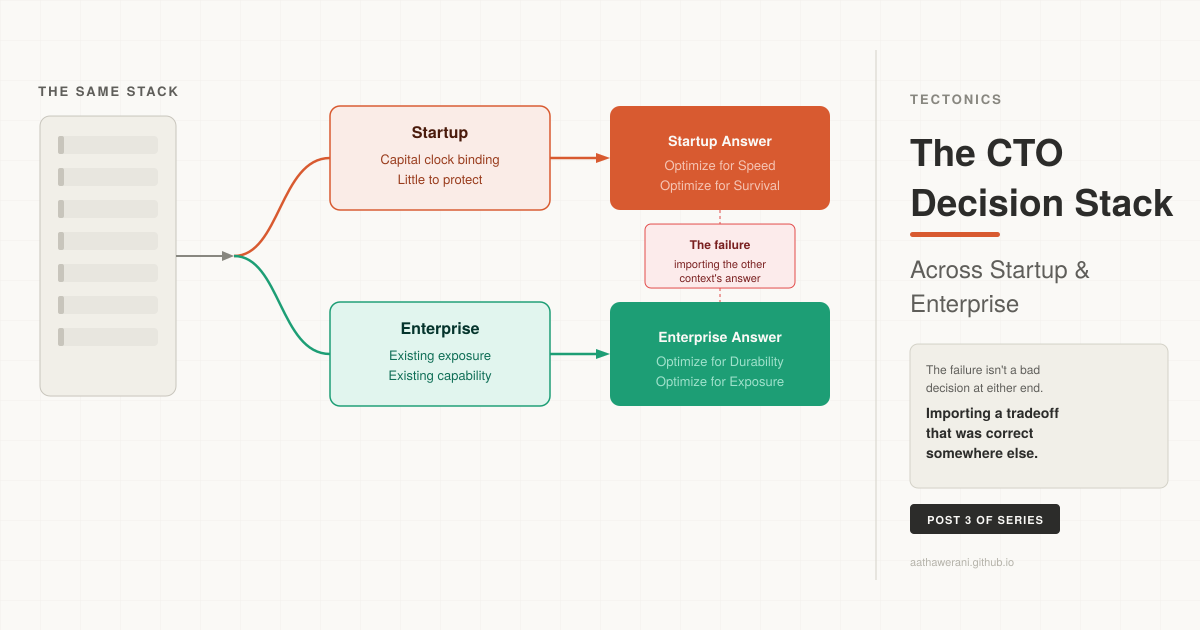 THE SAME STACK
Startup
Capital clock binding
Little to protect
Startup Answer
Optimize for Speed
Optimize for Survival
The failure
importing the other
context's answer
Enterprise
Existing exposure
Existing capability
Enterprise Answer
Optimize for Durability
Optimize for Exposure
TECTONICS
The CTO
Decision Stack
Across Startup &
Enterprise
The failure isn't a bad
decision at either end.
Importing a tradeoff
that was correct
somewhere else.
POST 3 OF SERIES
aathawerani.github.io